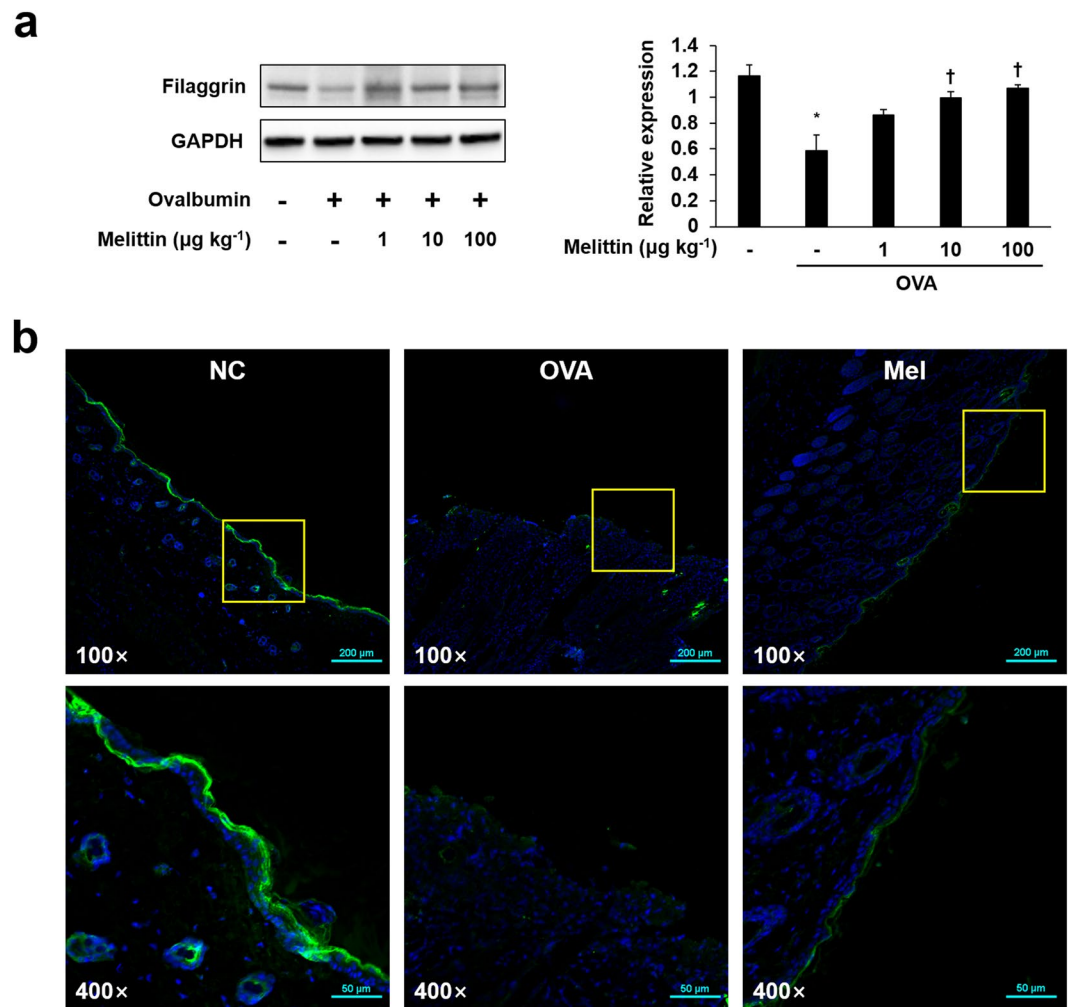 a
Filaggrin
GAPDH
Ovalbumin - + + + +
Melittin (µg kg-1) - - 1 10 100
Relative expression
1.4
1.2
1
0.8
0.6
0.4
0.2
0
* † †
Melittin (µg kg-1) - - 1 10 100
OVA
b
NC OVA Mel
100× 200 µm 100× 200 µm 100× 200 µm
400× 50 µm 400× 50 µm 400× 50 µm